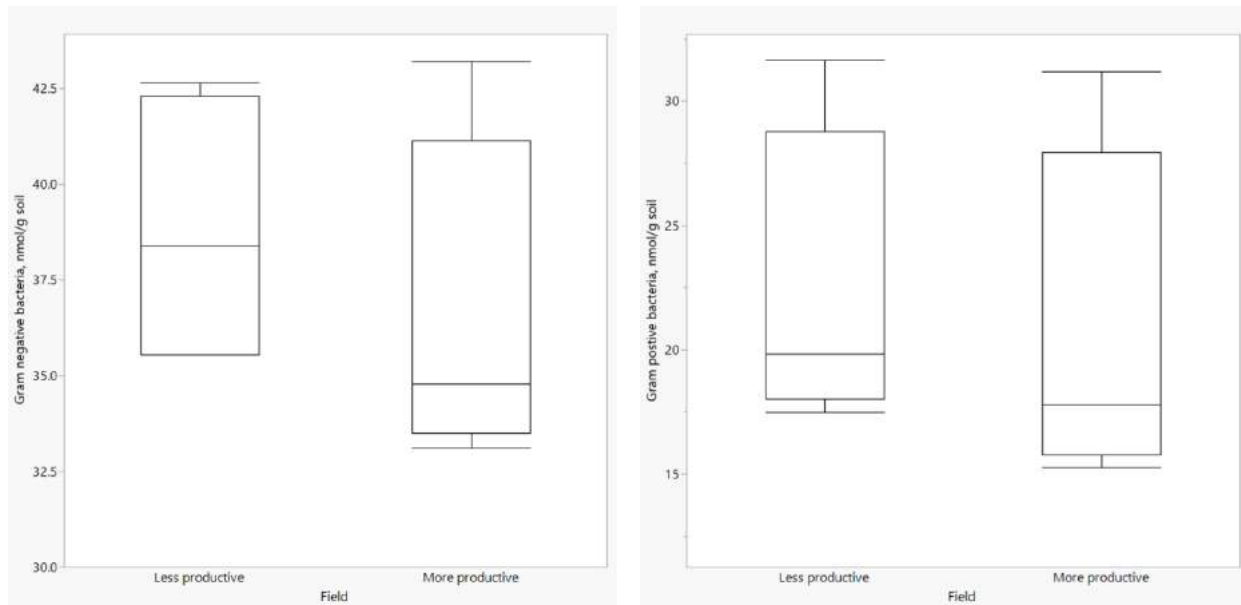 Gram negative bacteria, nmol/g soil
42.5
40.0
37.5
35.0
32.5
30.0
Less productive
More productive
Field
Gram postive bacteria, nmol/g soil
30
25
20
15
Less productive
More productive
Field